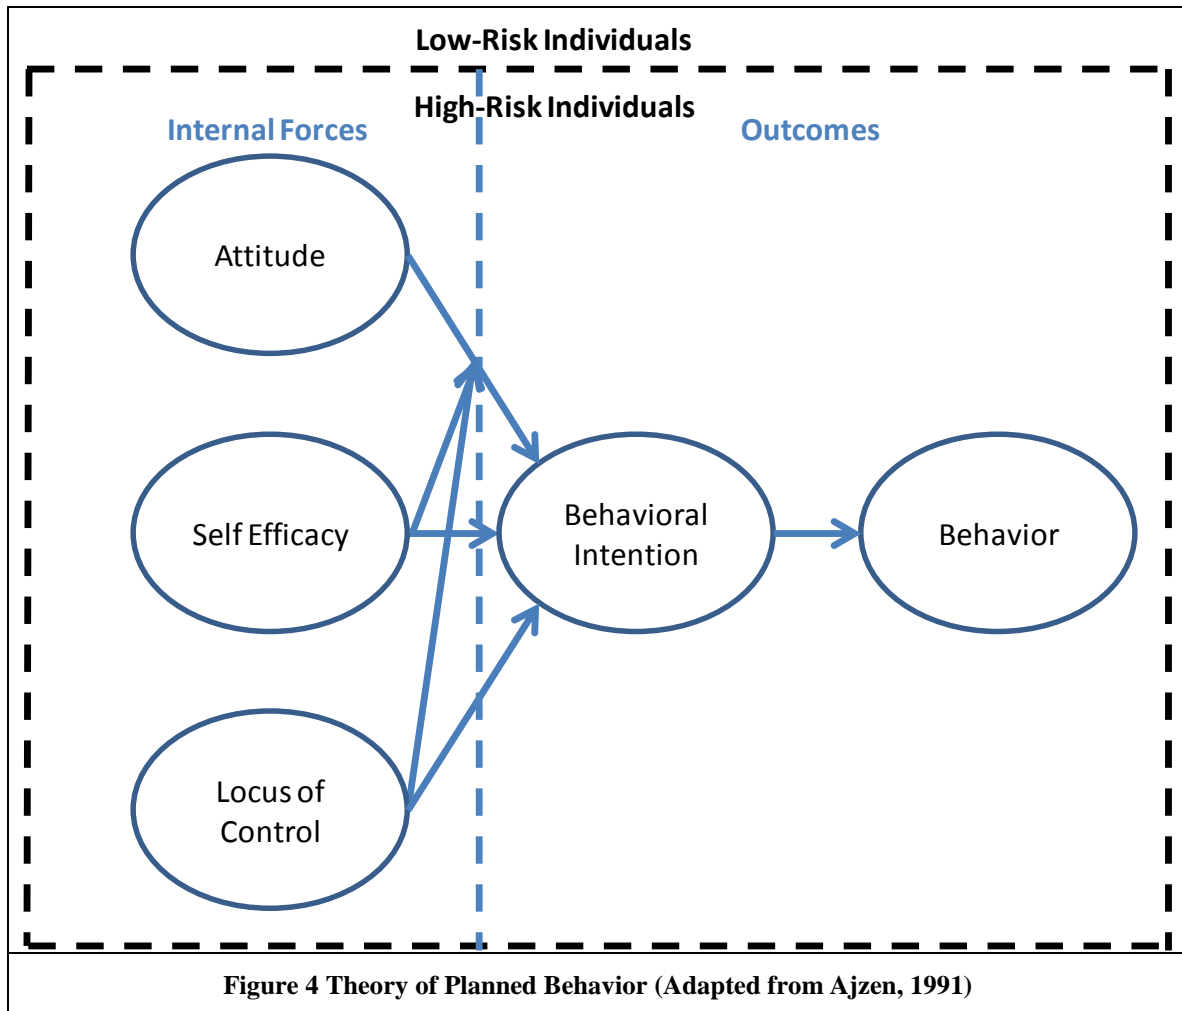 Low-Risk Individuals
High-Risk Individuals
Internal Forces
Outcomes
Attitude
Self Efficacy
Behavioral
Intention
Behavior
Locus of
Control
Figure 4 Theory of Planned Behavior (Adapted from Ajzen, 1991)